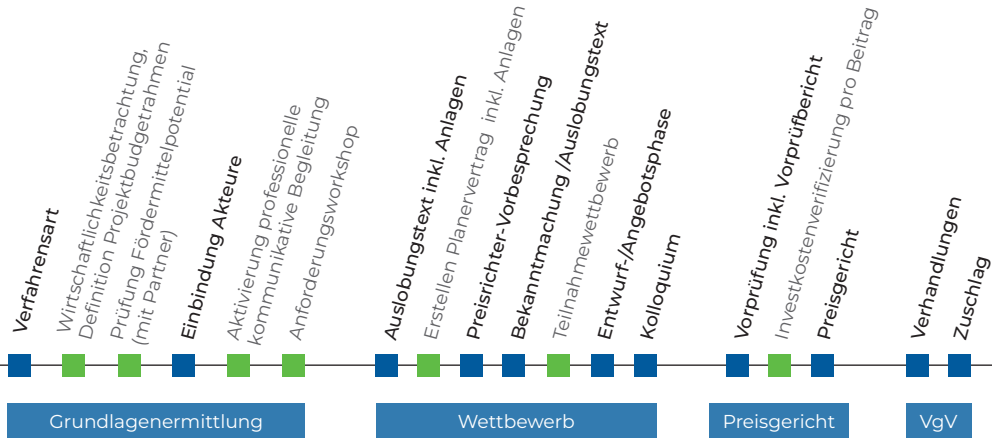 Verfahrensart
Wirtschaftlichkeitsbetrachtung,
Definition Projektbudgetrahmen
Prüfung Fördermittelpotential
(mit Partner)
Einbindung Akteure
Aktivierung professionelle
kommunikative Begleitung
Anforderungsworkshop
Auslobungstext inkl. Anlagen
Erstellen Planervertrag inkl. Anlagen
Preisrichter-Vorbesprechung
Bekanntmachung /Auslobungstext
Teilnahmewettbewerb
Entwurf-/Angebotsphase
Kolloquium
Vorprüfung inkl. Vorprüfbericht
Investkostenverifizierung pro Beitrag
Preisgericht
Verhandlungen
Zuschlag
Grundlagenermittlung
Wettbewerb
Preisgericht
VgV